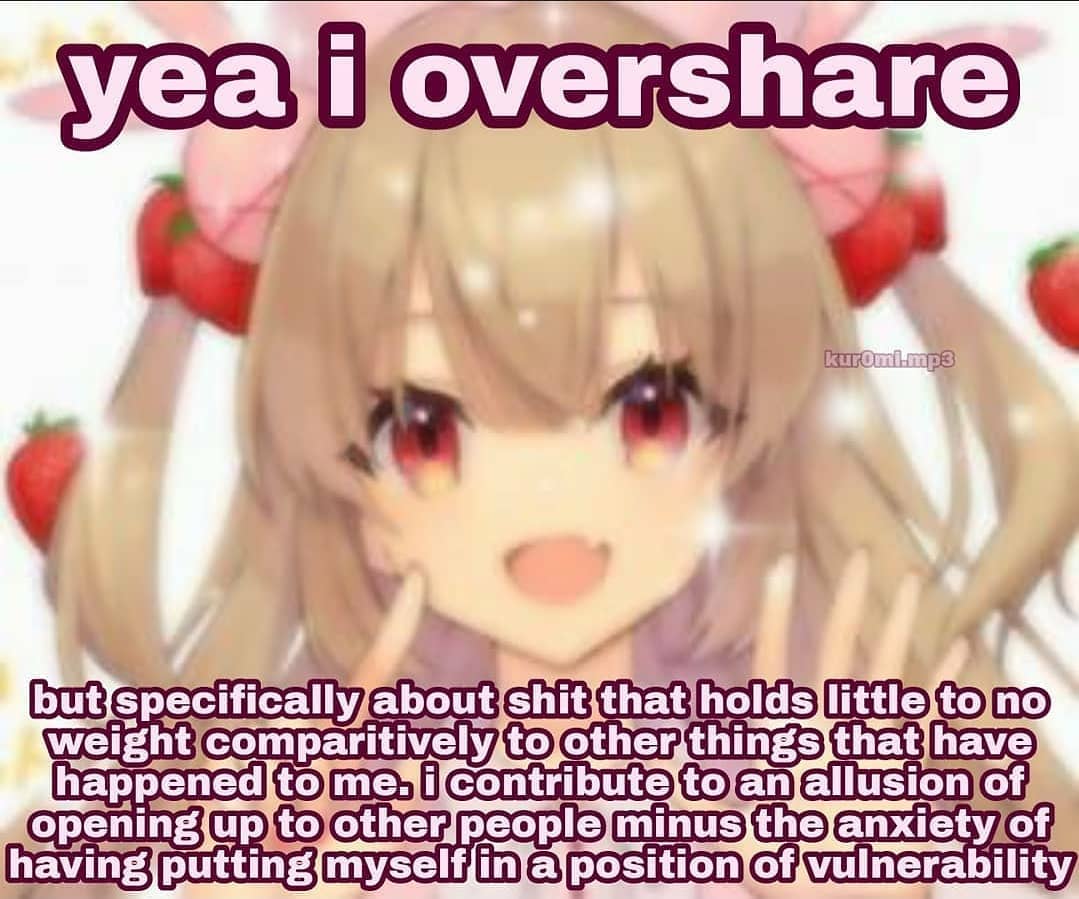 yea i overshare
kur0mi.mp3
but specifically about shit that holds little to no
weight comparitively to other things that have
happened to me. i contribute to an allusion of
opening up to other people minus the anxiety of
having putting myself in a position of vulnerability